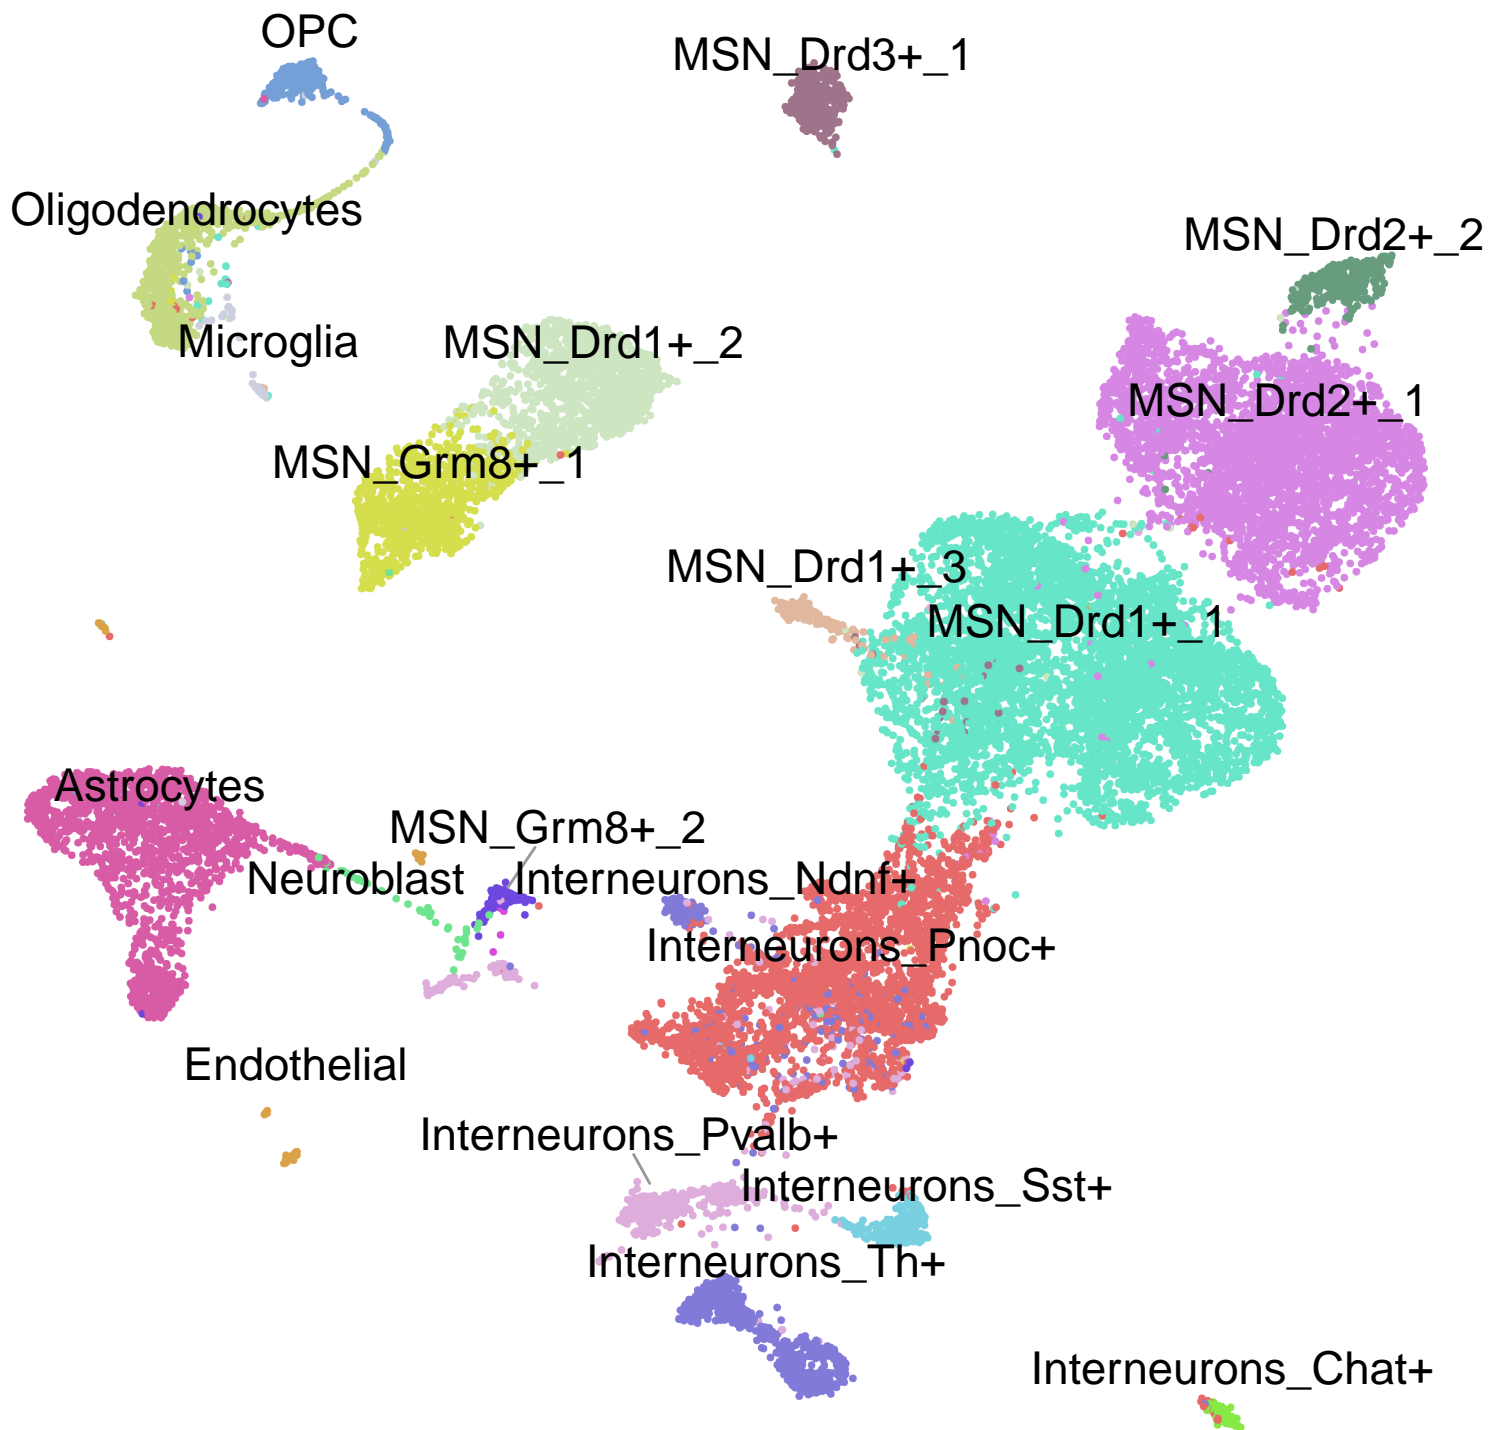 OPC
MSN_Drd3+_1
Oligodendrocytes
MSN_Drd2+_2
Microglia
MSN_Drd1+_2
MSN_Drd2+_1
MSN_Grm8+_1
MSN_Drd1+_3
MSN_Drd1+_1
Astrocytes
MSN_Grm8+_2
Neuroblast
Interneurons_Ndnf+
Interneurons_Pnoc+
Endothelial
Interneurons_Pvalb+
Interneurons_Sst+
Interneurons_Th+
Interneurons_Chat+